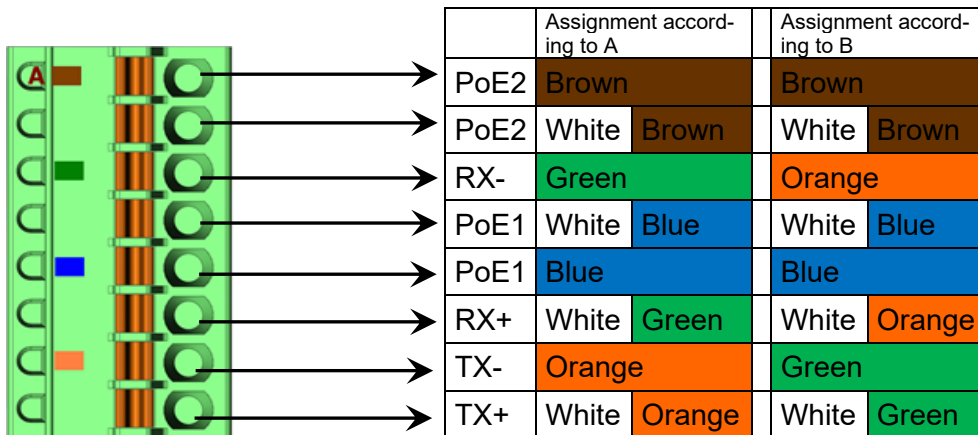 Assignment accord- Assignment accord-
ing to A ing to B
A PoE2 Brown Brown
PoE2 White Brown White Brown
RX- Green Orange
PoE1 White Blue White Blue
PoE1 Blue Blue
RX+ White Green White Orange
TX- Orange Green
TX+ White Orange White Green